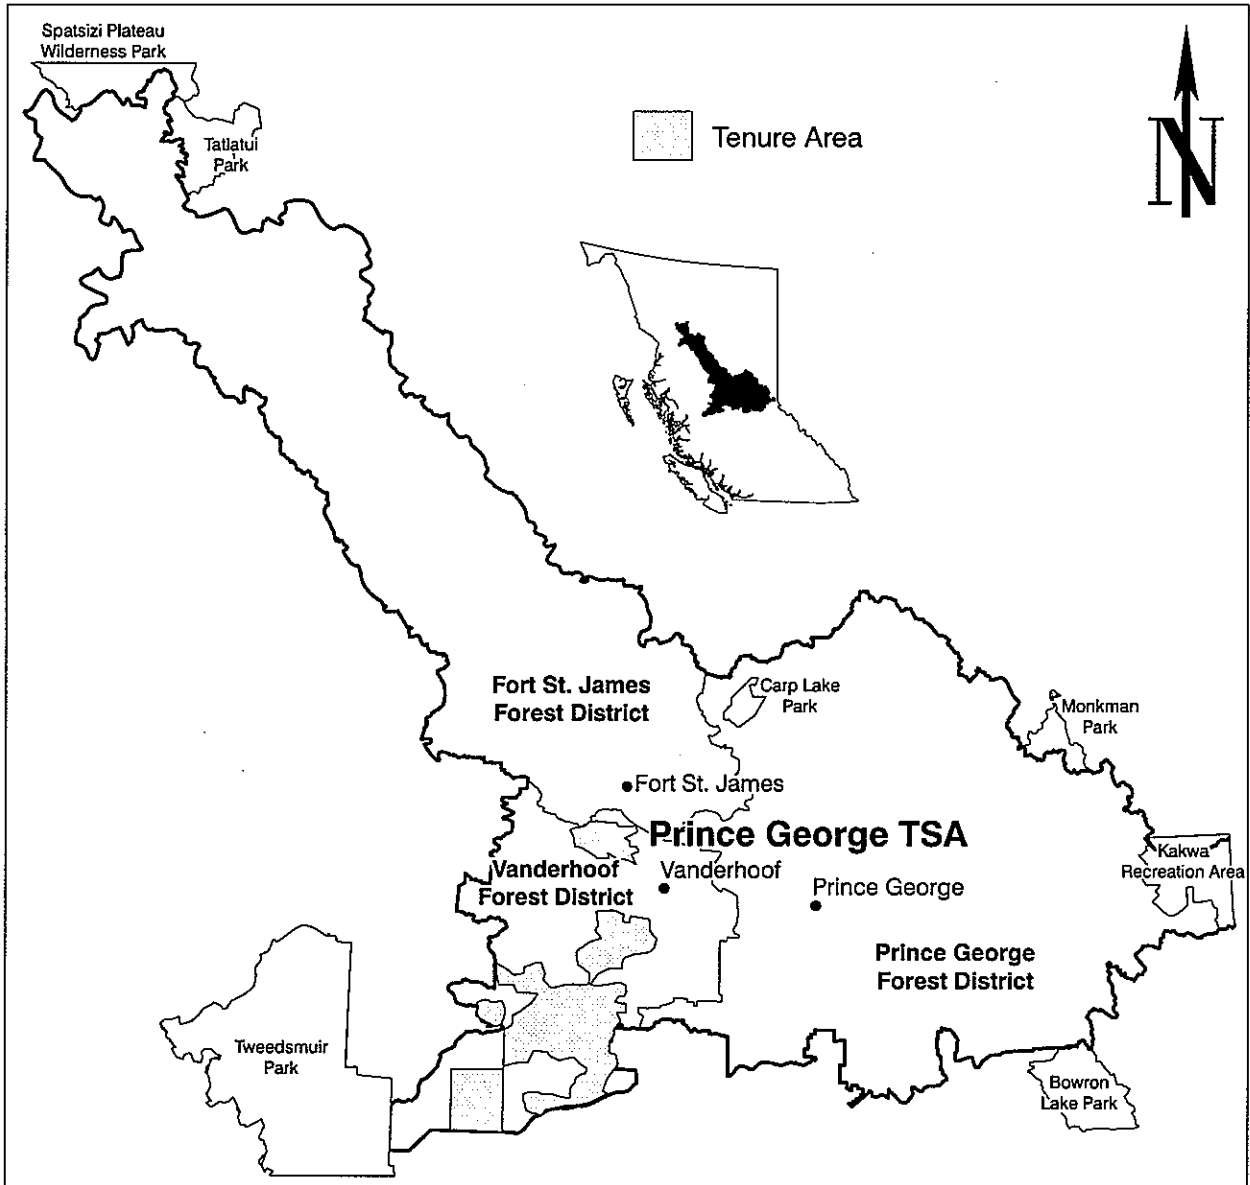 Spatsizi Plateau
Wilderness Park
Tatlatui
Park
Tenure Area
N
Fort St. James
Forest District
Carp Lake
Park
Monkman
Park
Fort St. James
Prince George TSA
Vanderhoof
Forest District
Vanderhoof
Prince George
Kakwa
Recreation Area
Prince George
Forest District
Tweedsmuir
Park
Bowron
Lake Park